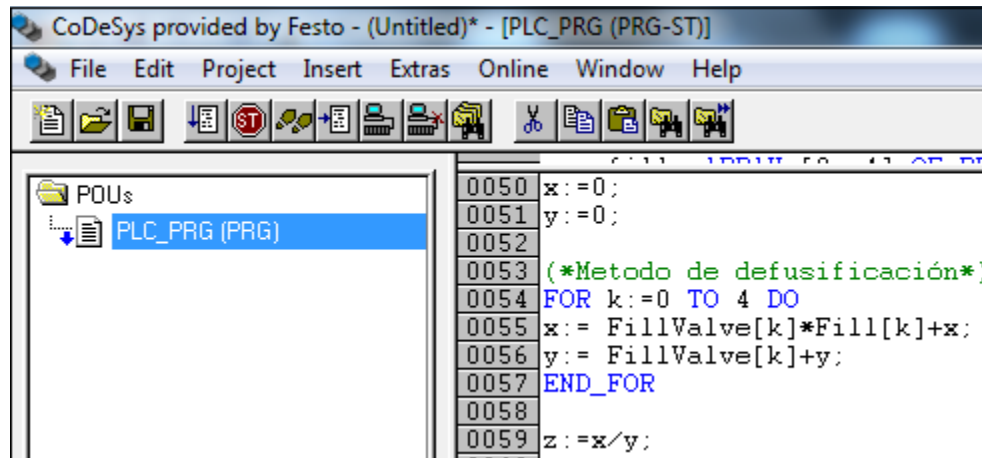 CoDeSys provided by Festo - (Untitled)* - [PLC_PRG (PRG-ST)]
File Edit Project Insert Extras Online Window Help
ST
POUs
PLC_PRG (PRG)
0050 x:=0;
0051 y:=0;
0052
0053 (*Metodo de defusificación*)
0054 FOR k:=0 TO 4 DO
0055 x:= FillValve[k]*Fill[k]+x;
0056 y:= FillValve[k]+y;
0057 END_FOR
0058
0059 z:=x/y;